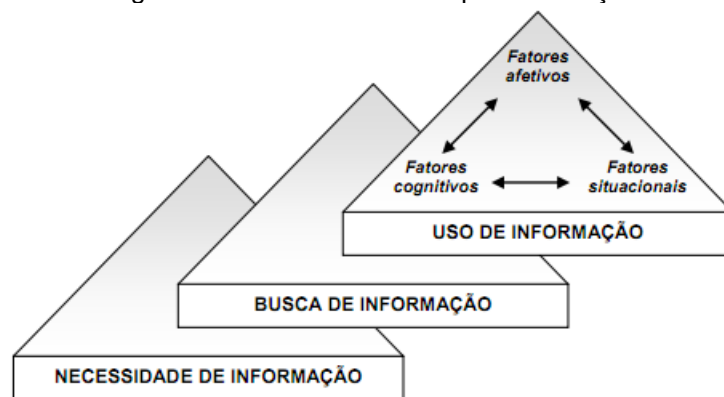 Fatores
afetivos
Fatores
cognitivos
Fatores
situacionais
USO DE INFORMAÇÃO
BUSCA DE INFORMAÇÃO
NECESSIDADE DE INFORMAÇÃO